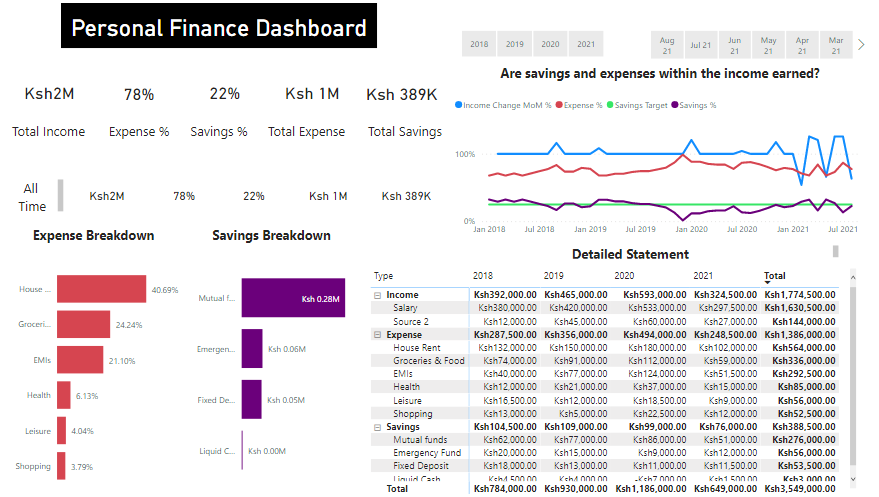 Personal Finance Dashboard
2018 2019 2020 2021
Aug 21 Jul 21 Jun 21 May 21 Apr 21 Mar 21
Ksh2M 78% 22% Ksh 1M Ksh 389K
Total Income Expense % Savings % Total Expense Total Savings
All Time Ksh2M 78% 22% Ksh 1M Ksh 389K
Are savings and expenses within the income earned?
Income Change MoM % Expense % Savings Target Savings %
100%
0%
Jan 2018 Jul 2018 Jan 2019 Jul 2019 Jan 2020 Jul 2020 Jan 2021 Jul 2021
Expense Breakdown
House ... 40.69%
Groceri... 24.24%
EMIs 21.10%
Health 6.13%
Leisure 4.04%
Shopping 3.79%
Savings Breakdown
Mutual f... Ksh 0.28M
Emergen... Ksh 0.06M
Fixed De... Ksh 0.05M
Liquid C... Ksh 0.00M
Detailed Statement
Type 2018 2019 2020 2021 Total
Income Ksh392,000.00 Ksh465,000.00 Ksh593,000.00 Ksh324,500.00 Ksh1,774,500.00
Salary Ksh380,000.00 Ksh420,000.00 Ksh533,000.00 Ksh297,500.00 Ksh1,630,500.00
Source 2 Ksh12,000.00 Ksh45,000.00 Ksh60,000.00 Ksh27,000.00 Ksh144,000.00
Expense Ksh287,500.00 Ksh356,000.00 Ksh494,000.00 Ksh248,500.00 Ksh1,386,000.00
House Rent Ksh132,000.00 Ksh150,000.00 Ksh180,000.00 Ksh102,000.00 Ksh564,000.00
Groceries & Food Ksh74,000.00 Ksh91,000.00 Ksh112,000.00 Ksh59,000.00 Ksh336,000.00
EMIs Ksh40,000.00 Ksh77,000.00 Ksh124,000.00 Ksh51,500.00 Ksh292,500.00
Health Ksh12,000.00 Ksh21,000.00 Ksh37,000.00 Ksh15,000.00 Ksh85,000.00
Leisure Ksh16,500.00 Ksh12,000.00 Ksh18,500.00 Ksh9,000.00 Ksh56,000.00
Shopping Ksh13,000.00 Ksh5,000.00 Ksh22,500.00 Ksh12,000.00 Ksh52,500.00
Savings Ksh104,500.00 Ksh109,000.00 Ksh99,000.00 Ksh76,000.00 Ksh388,500.00
Mutual funds Ksh62,000.00 Ksh77,000.00 Ksh86,000.00 Ksh51,000.00 Ksh276,000.00
Emergency Fund Ksh20,000.00 Ksh15,000.00 Ksh9,000.00 Ksh12,000.00 Ksh56,000.00
Fixed Deposit Ksh18,000.00 Ksh13,000.00 Ksh11,000.00 Ksh11,500.00 Ksh53,500.00
Liquid Cash Ksh4,500.00 Ksh4,000.00 -Ksh7,000.00 Ksh1,500.00 Ksh3,000.00
Total Ksh784,000.00 Ksh930,000.00 Ksh1,186,000.00 Ksh649,000.00 Ksh3,549,000.00